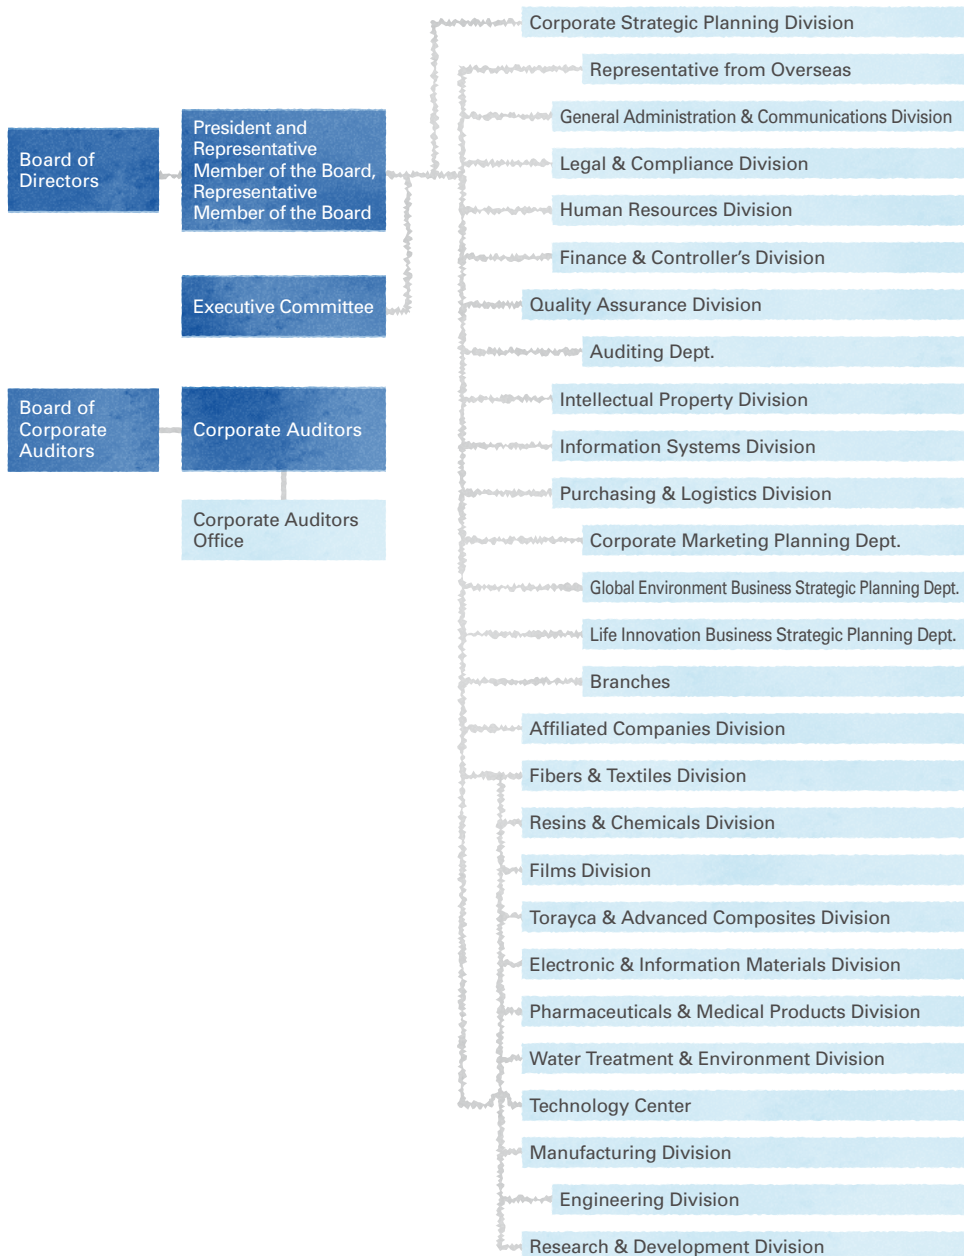 Board of
Directors
President and
Representative
Member of the Board,
Representative
Member of the Board
Executive Committee
Board of
Corporate
Auditors
Corporate Auditors
Corporate Auditors
Office
Corporate Strategic Planning Division
Representative from Overseas
General Administration & Communications Division
Legal & Compliance Division
Human Resources Division
Finance & Controller's Division
Quality Assurance Division
Auditing Dept.
Intellectual Property Division
Information Systems Division
Purchasing & Logistics Division
Corporate Marketing Planning Dept.
Global Environment Business Strategic Planning Dept.
Life Innovation Business Strategic Planning Dept.
Branches
Affiliated Companies Division
Fibers & Textiles Division
Resins & Chemicals Division
Films Division
Torayca & Advanced Composites Division
Electronic & Information Materials Division
Pharmaceuticals & Medical Products Division
Water Treatment & Environment Division
Technology Center
Manufacturing Division
Engineering Division
Research & Development Division